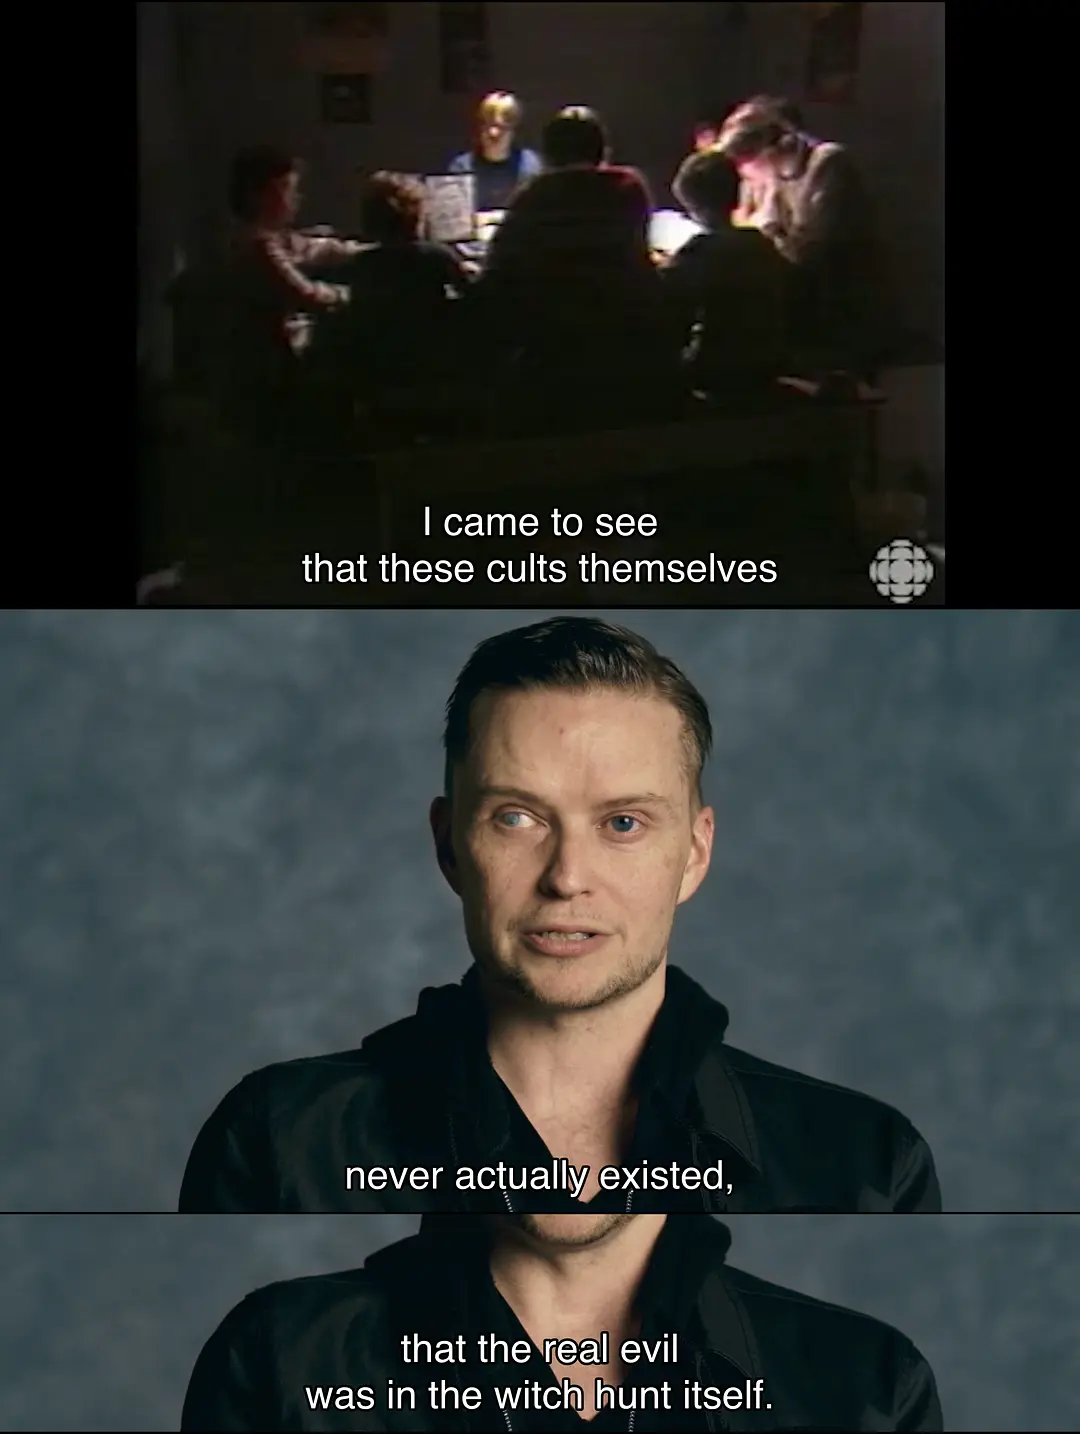 I came to see
that these cults themselves
never actually existed,
that the real evil
was in the witch hunt itself.